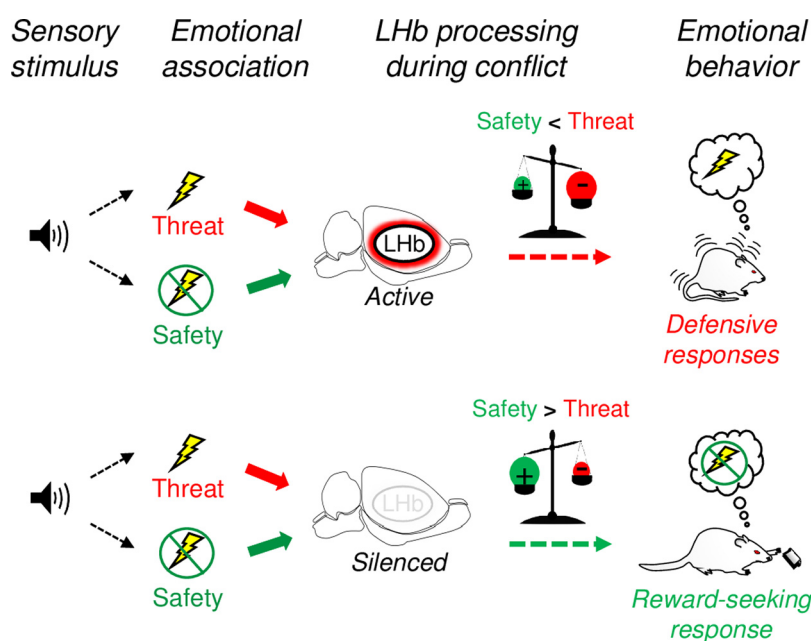 Sensory stimulus
Emotional association
LHb processing during conflict
Emotional behavior
Safety < Threat
+
-
Threat
LHb
Active
Safety
Defensive
responses
Safety > Threat
+
-
Threat
LHb
Silenced
Safety
Reward-seeking
response